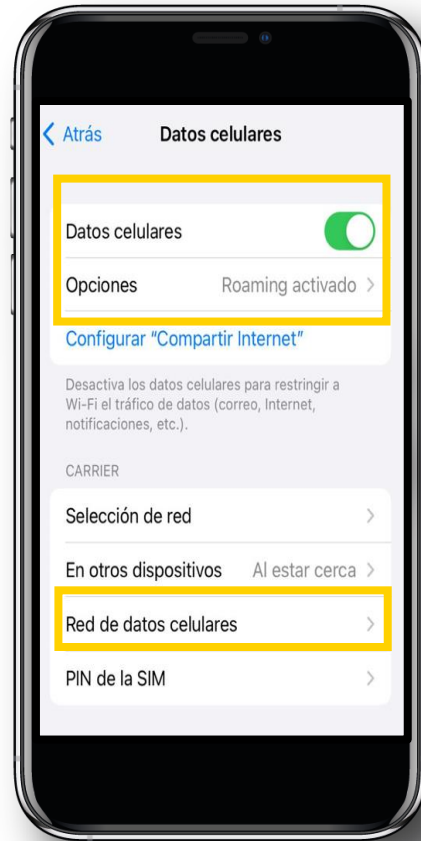 Atrás
Datos celulares
Datos celulares
Opciones Roaming activado
Configurar “Compartir Internet”
Desactiva los datos celulares para restringir a
Wi-Fi el tráfico de datos (correo, Internet,
notificaciones, etc.).
CARRIER
Selección de red
En otros dispositivos Al estar cerca
Red de datos celulares
PIN de la SIM